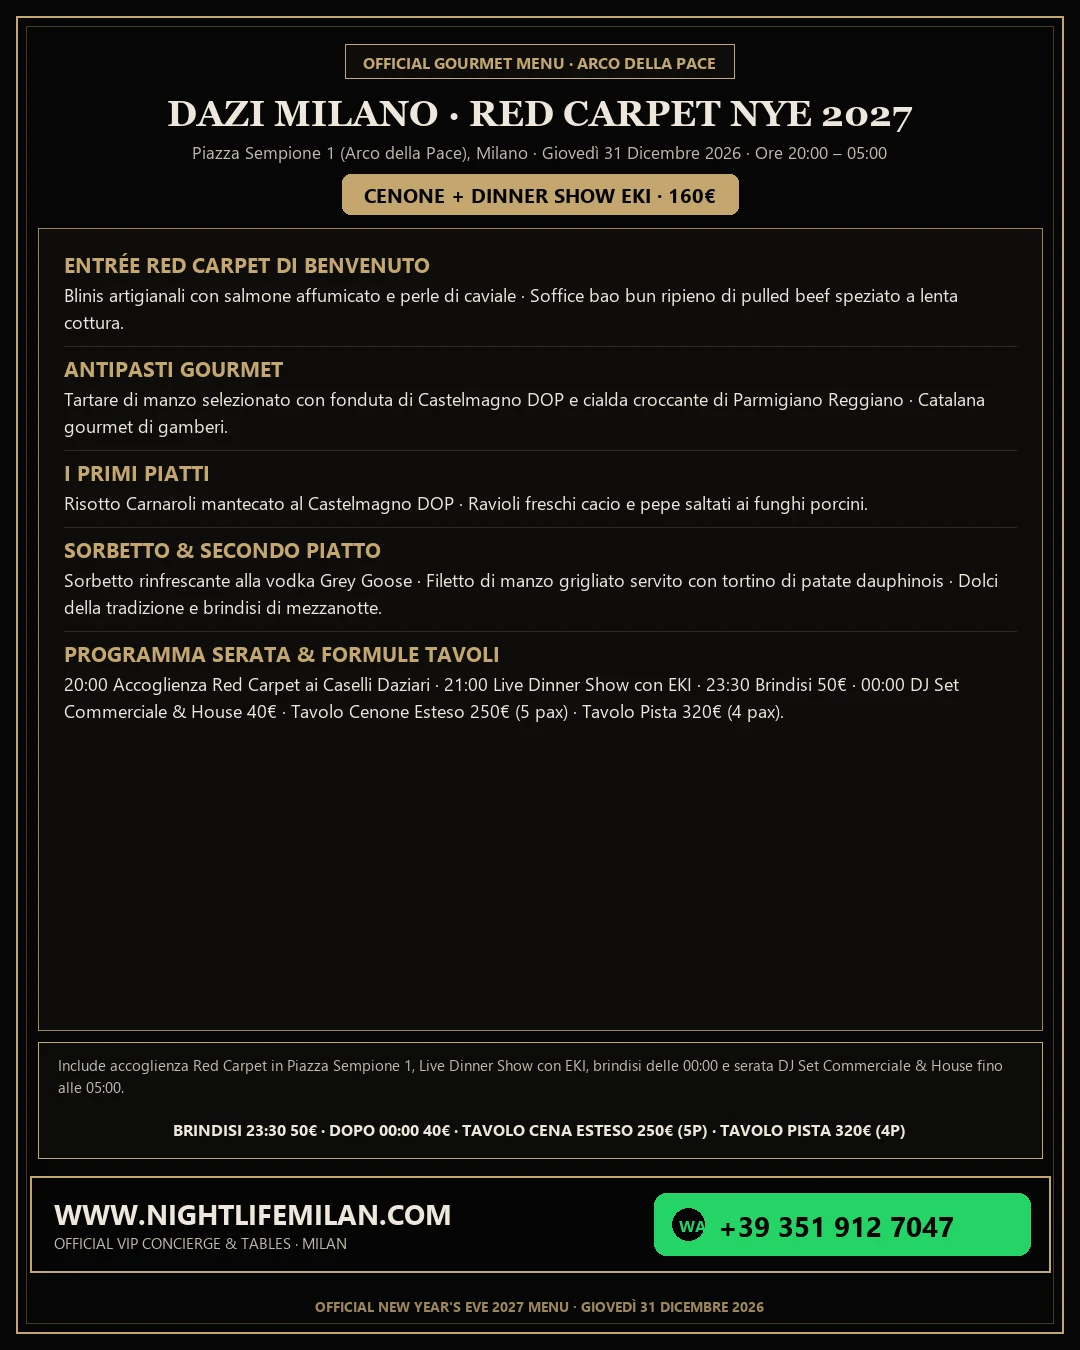 OFFICIAL GOURMET MENU · ARCO DELLA PACE
DAZI MILANO · RED CARPET NYE 2027
Piazza Sempione 1 (Arco della Pace), Milano · Giovedì 31 Dicembre 2026 · Ore 20:00 – 05:00
CENONE + DINNER SHOW EKI · 160€
ENTRÉE RED CARPET DI BENVENUTO
Blinis artigianali con salmone affumicato e perle di caviale · Soffice bao bun ripieno di pulled beef speziato a lenta
cottura.
ANTIPASTI GOURMET
Tartare di manzo selezionato con fonduta di Castelmagno DOP e cialda croccante di Parmigiano Reggiano · Catalana
gourmet di gamberi.
I PRIMI PIATTI
Risotto Carnaroli mantecato al Castelmagno DOP · Ravioli freschi cacio e pepe saltati ai funghi porcini.
SORBETTO & SECONDO PIATTO
Sorbetto rinfrescante alla vodka Grey Goose · Filetto di manzo grigliato servito con tortino di patate dauphinois · Dolci
della tradizione e brindisi di mezzanotte.
PROGRAMMA SERATA & FORMULE TAVOLI
20:00 Accoglienza Red Carpet ai Caselli Daziari · 21:00 Live Dinner Show con EKI · 23:30 Brindisi 50€ · 00:00 DJ Set
Commerciale & House 40€ · Tavolo Cenone Esteso 250€ (5 pax) · Tavolo Pista 320€ (4 pax).
Include accoglienza Red Carpet in Piazza Sempione 1, Live Dinner Show con EKI, brindisi delle 00:00 e serata DJ Set Commerciale & House fino
alle 05:00.
BRINDISI 23:30 50€ · DOPO 00:00 40€ · TAVOLO CENA ESTESO 250€ (5P) · TAVOLO PISTA 320€ (4P)
WWW.NIGHTLIFEMILAN.COM
OFFICIAL VIP CONCIERGE & TABLES · MILAN
WA +39 351 912 7047
OFFICIAL NEW YEAR'S EVE 2027 MENU · GIOVEDÌ 31 DICEMBRE 2026